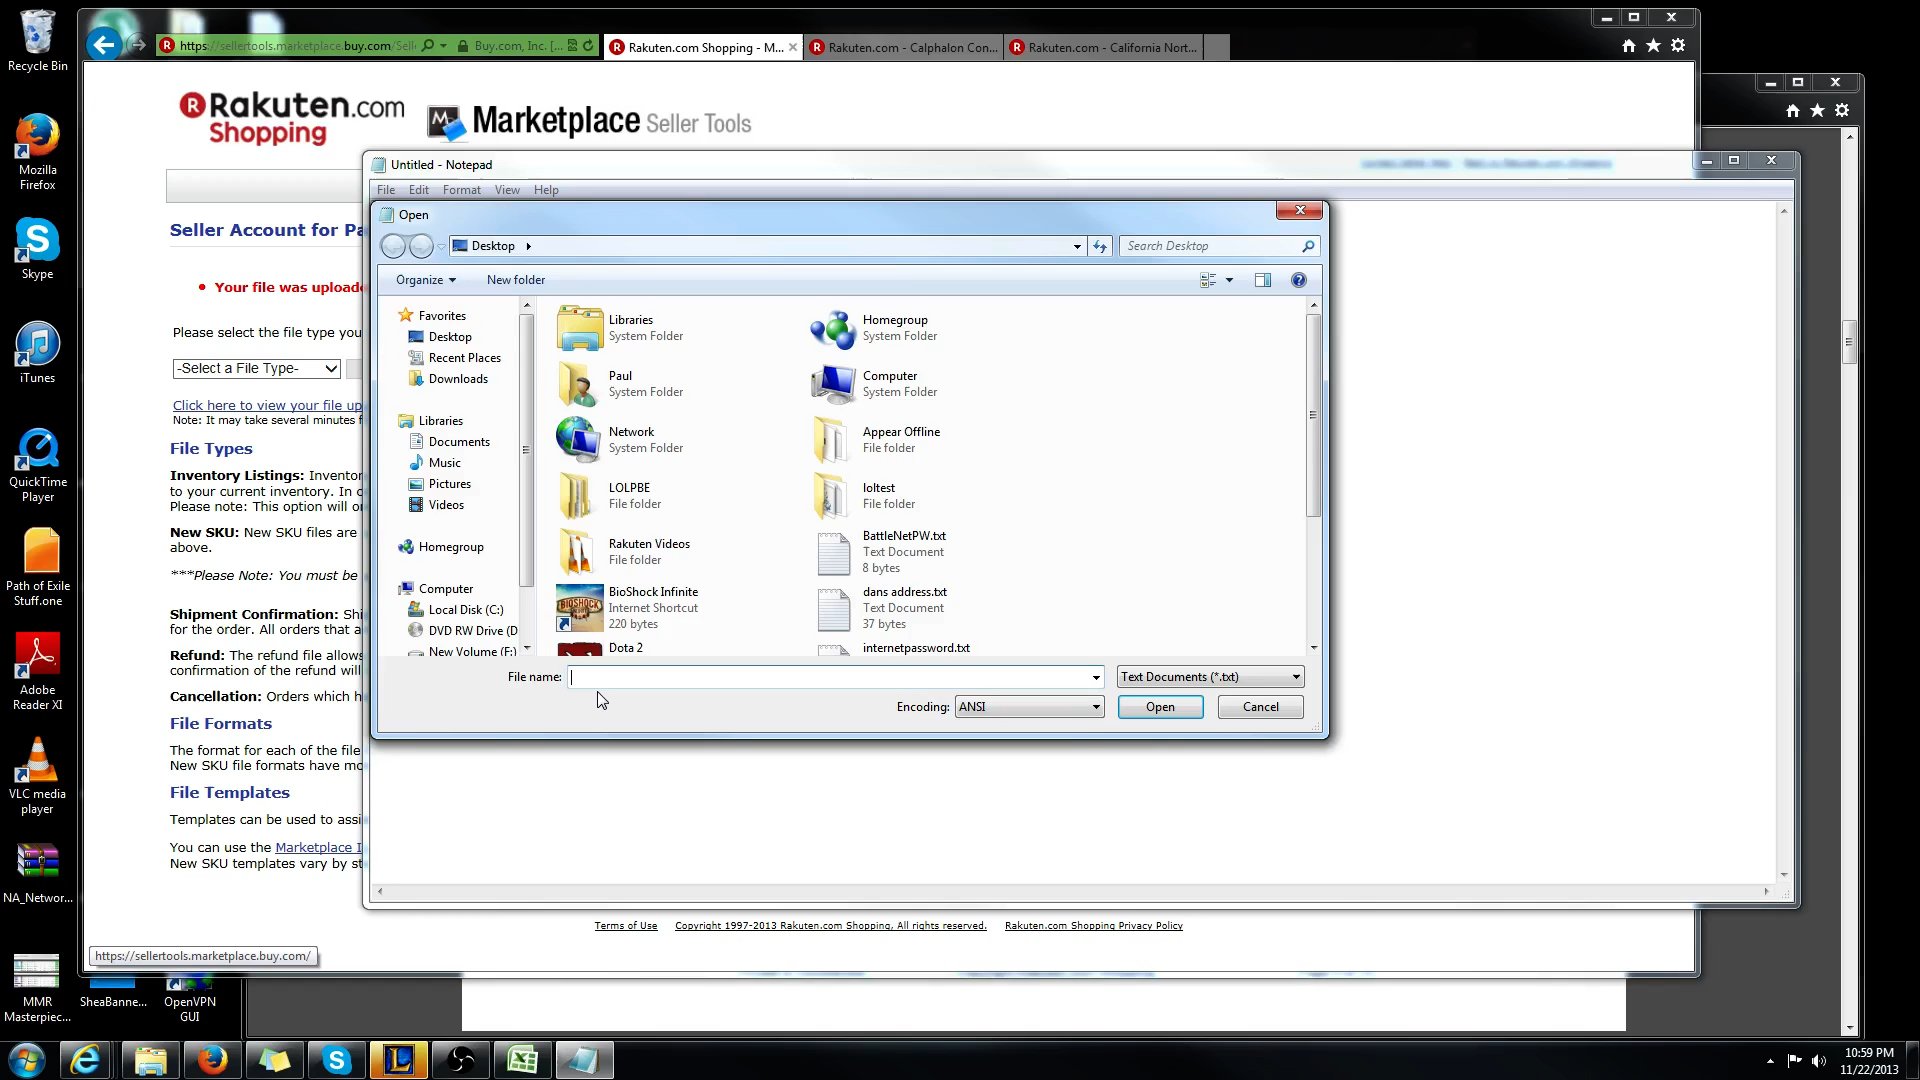 Recycle Bin
Mozilla
Firefox
Skype
iTunes
QuickTime
Player
Path of Exile
Stuff.one
Adobe
Reader XI
VLC media
player
NA_Networ...
MMR
Masterpiec...
SheaBanne...
OpenVPN
GUI
https://sellertools.marketplace.buy.com/Sell
Buy.com, Inc. [...
Rakuten.com Shopping - M...
Rakuten.com - Calphalon Con...
Rakuten.com - California Nort...
Rakuten.com
Shopping
Marketplace Seller Tools
Seller Account for Pa
Your file was uploade
Please select the file type you
-Select a File Type-
Click here to view your file up
Note: It may take several minutes f
File Types
Inventory Listings: Inventor
to your current inventory. In o
Please note: This option will o
New SKU: New SKU files are
above.
***Please Note: You must be
Shipment Confirmation: Shi
for the order. All orders that a
Refund: The refund file allows
confirmation of the refund will
Cancellation: Orders which h
File Formats
The format for each of the file
New SKU file formats have mo
File Templates
Templates can be used to assi
You can use the Marketplace I
New SKU templates vary by st
Terms of Use
Copyright 1997-2013 Rakuten.com Shopping, All rights reserved.
Rakuten.com Shopping Privacy Policy
https://sellertools.marketplace.buy.com/
Untitled - Notepad
File Edit Format View Help
Open
Desktop
Search Desktop
Organize
New folder
Favorites
Desktop
Recent Places
Downloads
Libraries
Documents
Music
Pictures
Videos
Homegroup
Computer
Local Disk (C:)
DVD RW Drive (D
New Volume (F:)
Libraries
System Folder
Homegroup
System Folder
Paul
System Folder
Computer
System Folder
Network
System Folder
Appear Offline
File folder
LOLPBE
File folder
loltest
File folder
Rakuten Videos
File folder
BattleNetPW.txt
Text Document
8 bytes
BioShock Infinite
Internet Shortcut
220 bytes
dans address.txt
Text Document
37 bytes
Dota 2
internetpassword.txt
File name:
Text Documents (*.txt)
Encoding:
ANSI
Open
Cancel
10:59 PM
11/22/2013